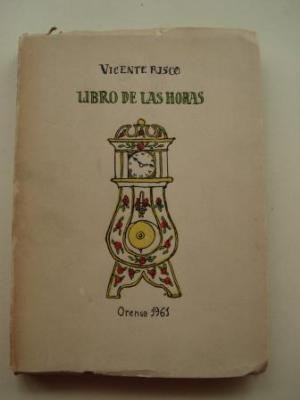 VICENTE RISCO
LIBRO DE LAS HORAS
Orense 1961